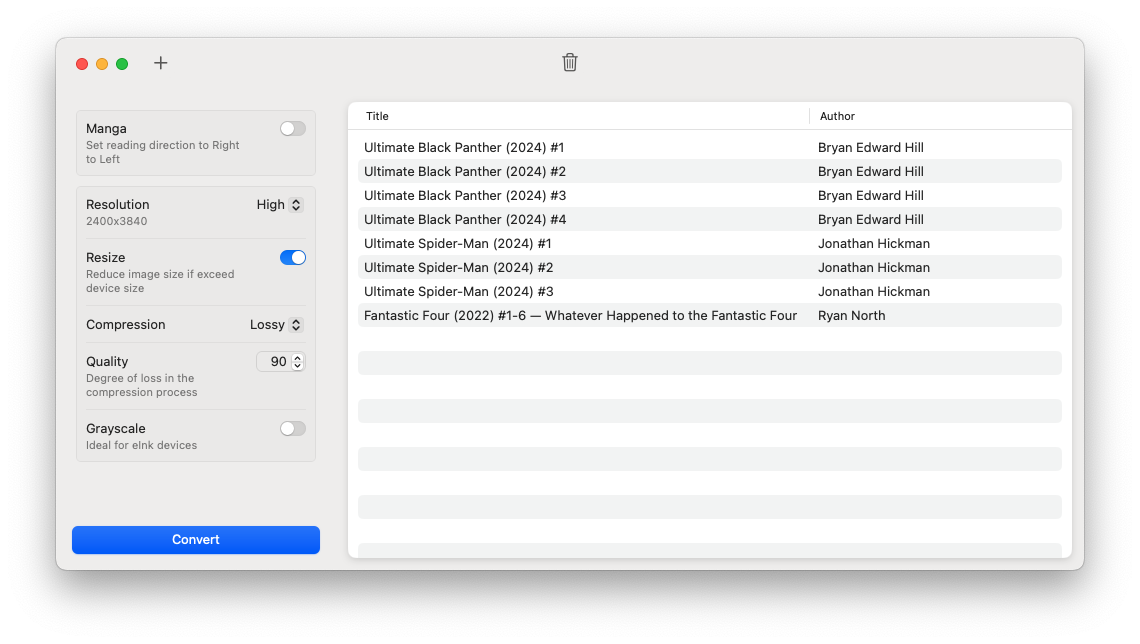 Manga
Set reading direction to Right
to Left
Resolution High
2400x3840
Resize
Reduce image size if exceed
device size
Compression Lossy
Quality 90
Degree of loss in the
compression process
Grayscale
Ideal for eInk devices
Convert
Title Author
Ultimate Black Panther (2024) #1 Bryan Edward Hill
Ultimate Black Panther (2024) #2 Bryan Edward Hill
Ultimate Black Panther (2024) #3 Bryan Edward Hill
Ultimate Black Panther (2024) #4 Bryan Edward Hill
Ultimate Spider-Man (2024) #1 Jonathan Hickman
Ultimate Spider-Man (2024) #2 Jonathan Hickman
Ultimate Spider-Man (2024) #3 Jonathan Hickman
Fantastic Four (2022) #1-6 — Whatever Happened to the Fantastic Four Ryan North